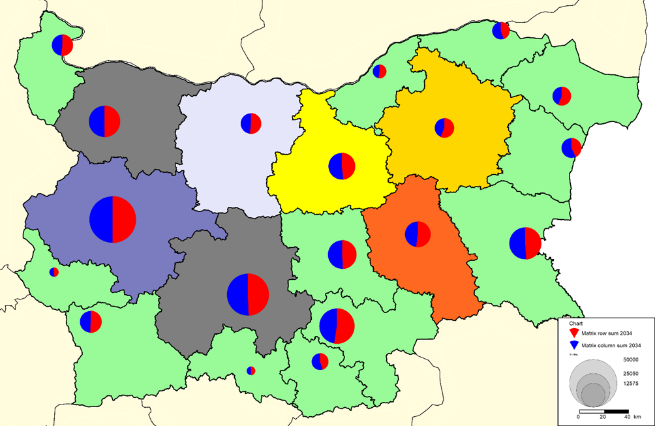 Chart
Matrix row sum 2034
Matrix column sum 2034
50000
25050
12575
0 20 40 km